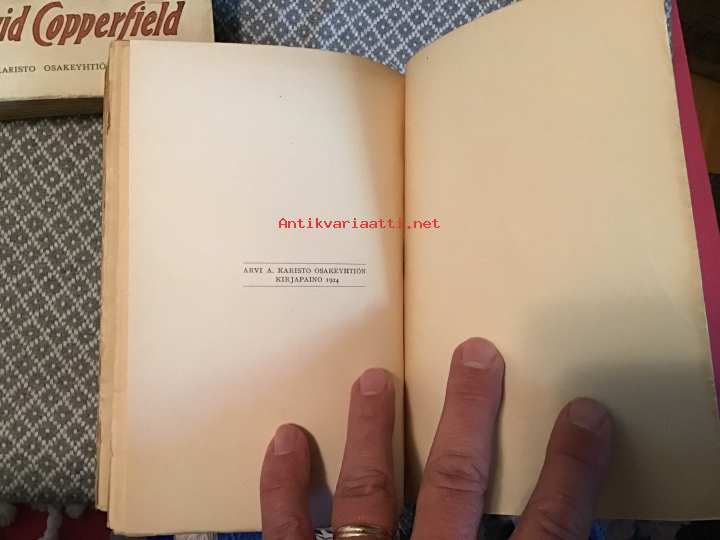 id Copperfield
KARISTO OSAKEYHTIÖ
Antikvariaatti.net
ARVI A. KARISTO OSAKEYHTIÖN
KIRJAPAINO 1924